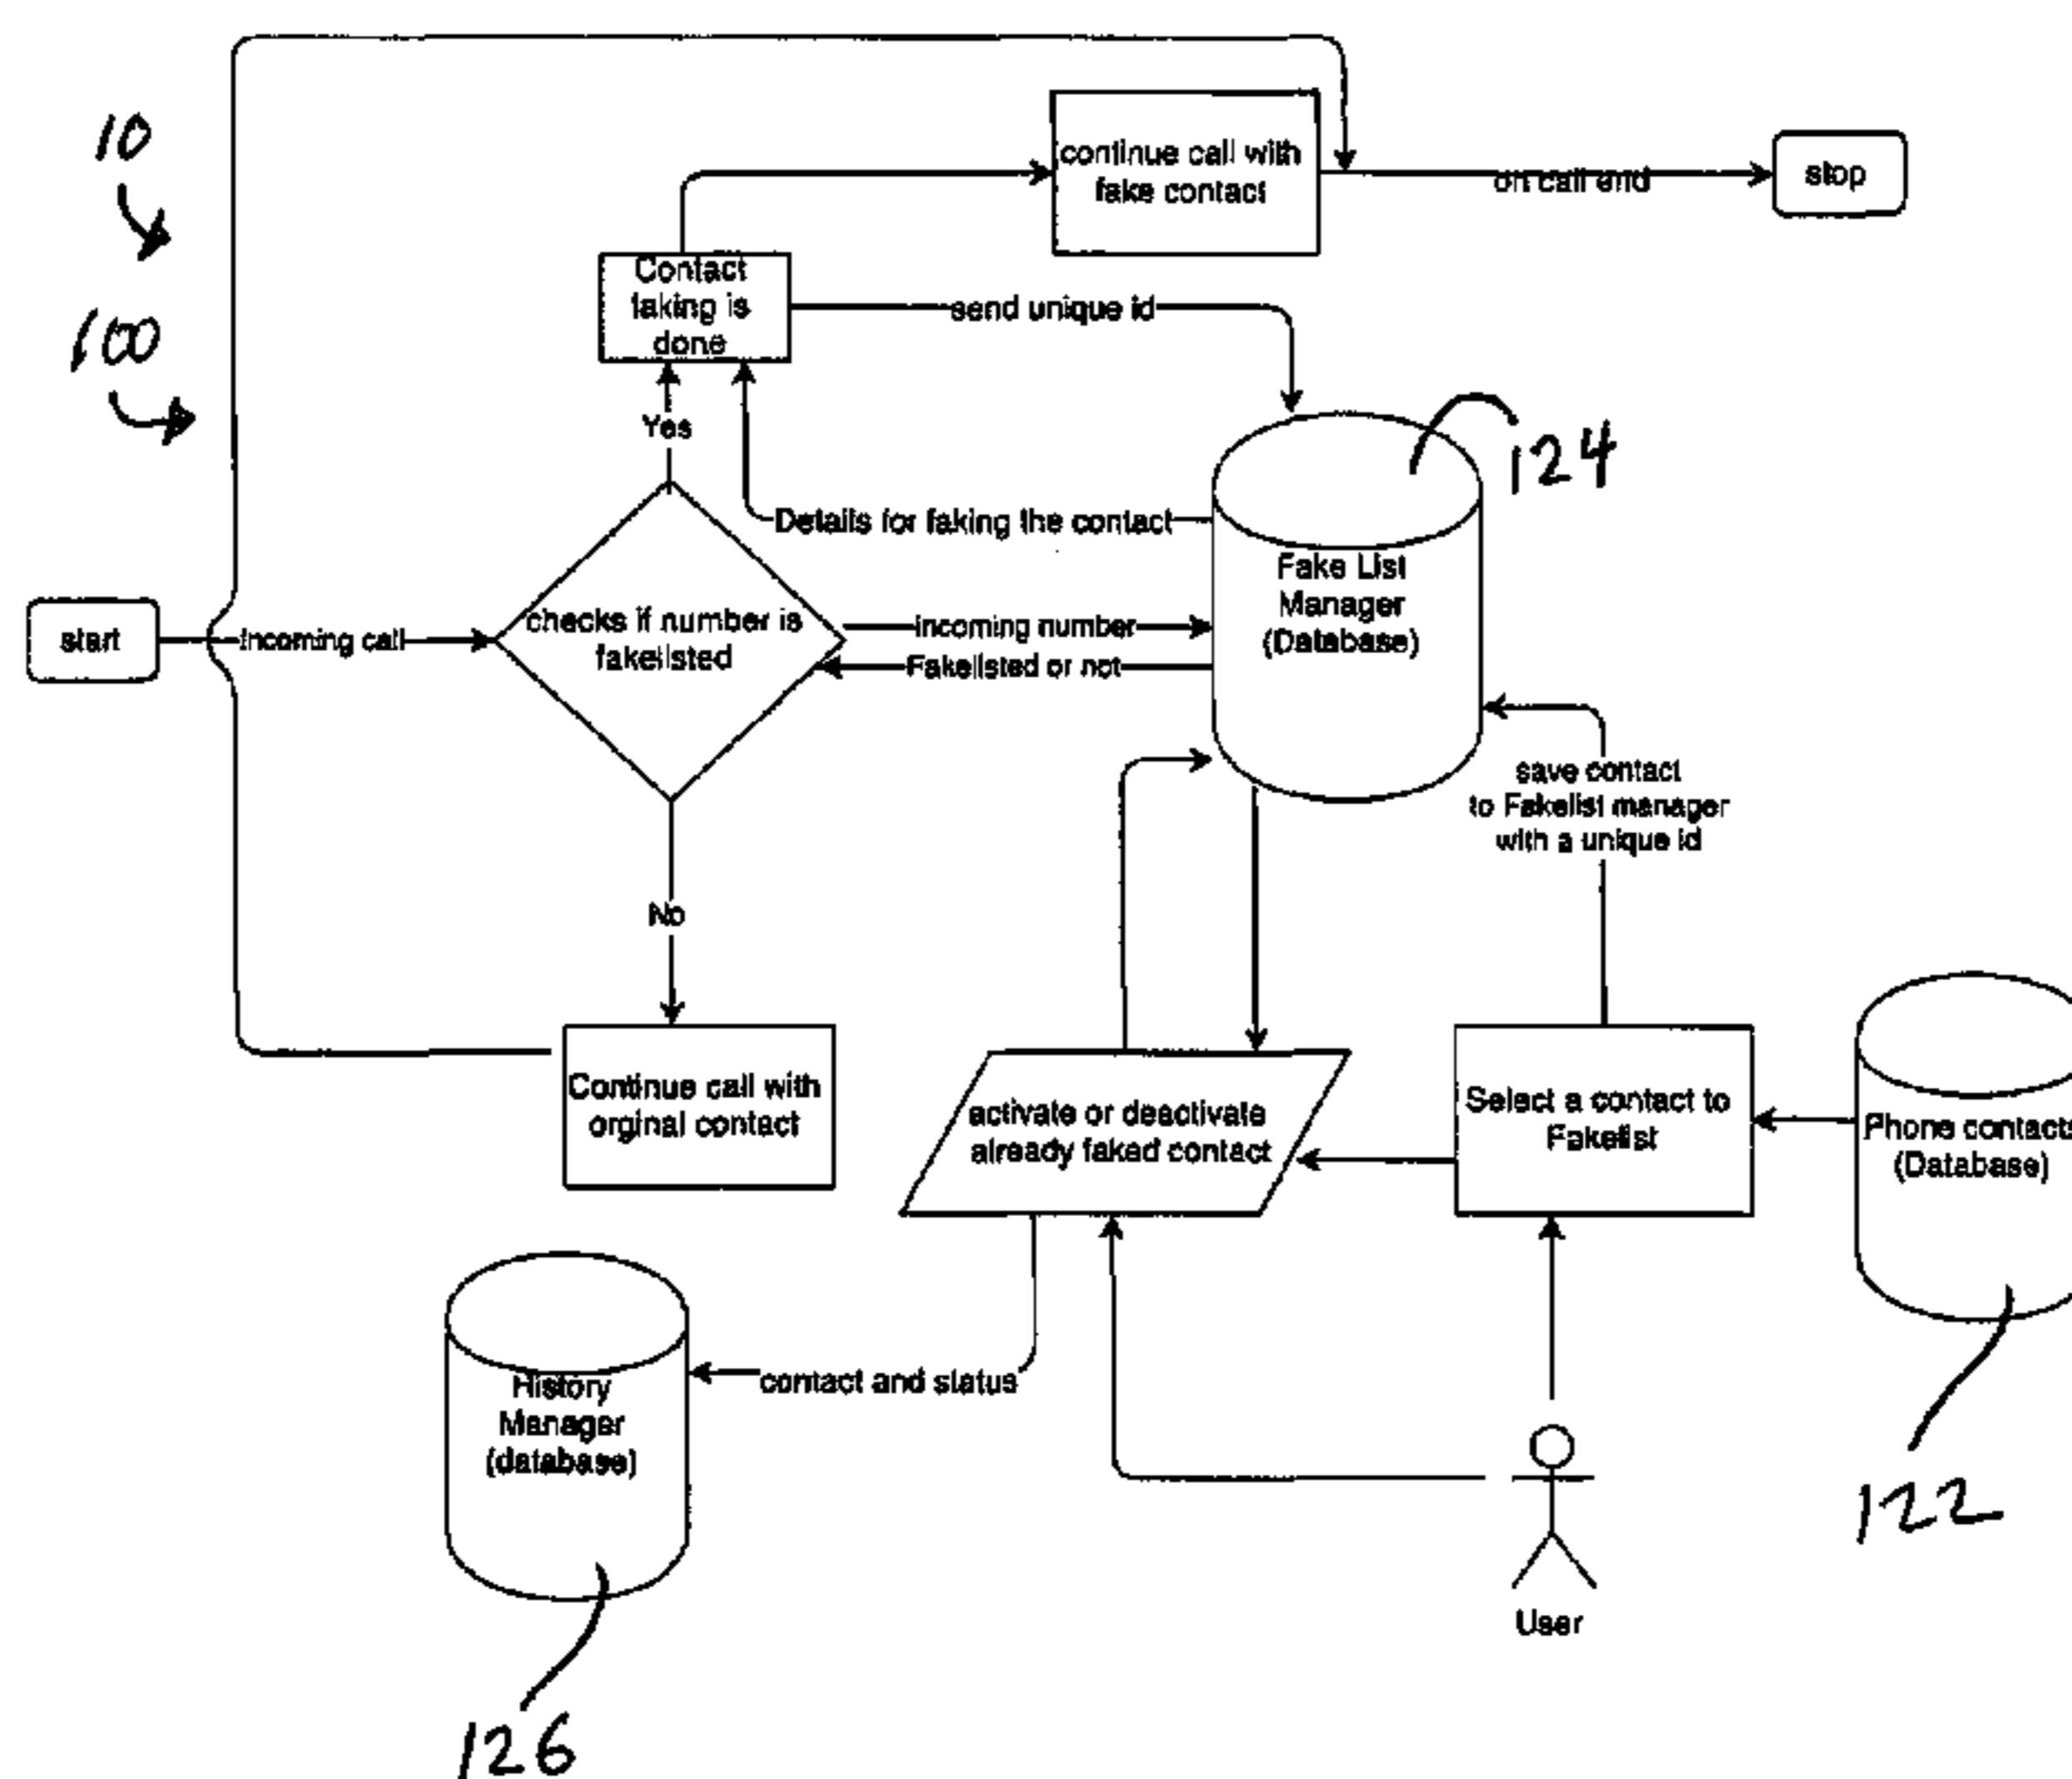 10
100
continue call with
fake contact
on call end
stop
Contact
faking is
done
send unique id
Yes
124
Details for faking the contact
Fake List
Manager
(Database)
start
Incoming call
checks if number is
fakelisted
incoming number
Fakelisted or not
save contact
to Fakelist manager
with a unique id
No
Continue call with
orginal contact
activate or deactivate
already faked contact
Select a contact to
Fakelist
Phone contacts
(Database)
History
Manager
(database)
contact and status
122
User
126